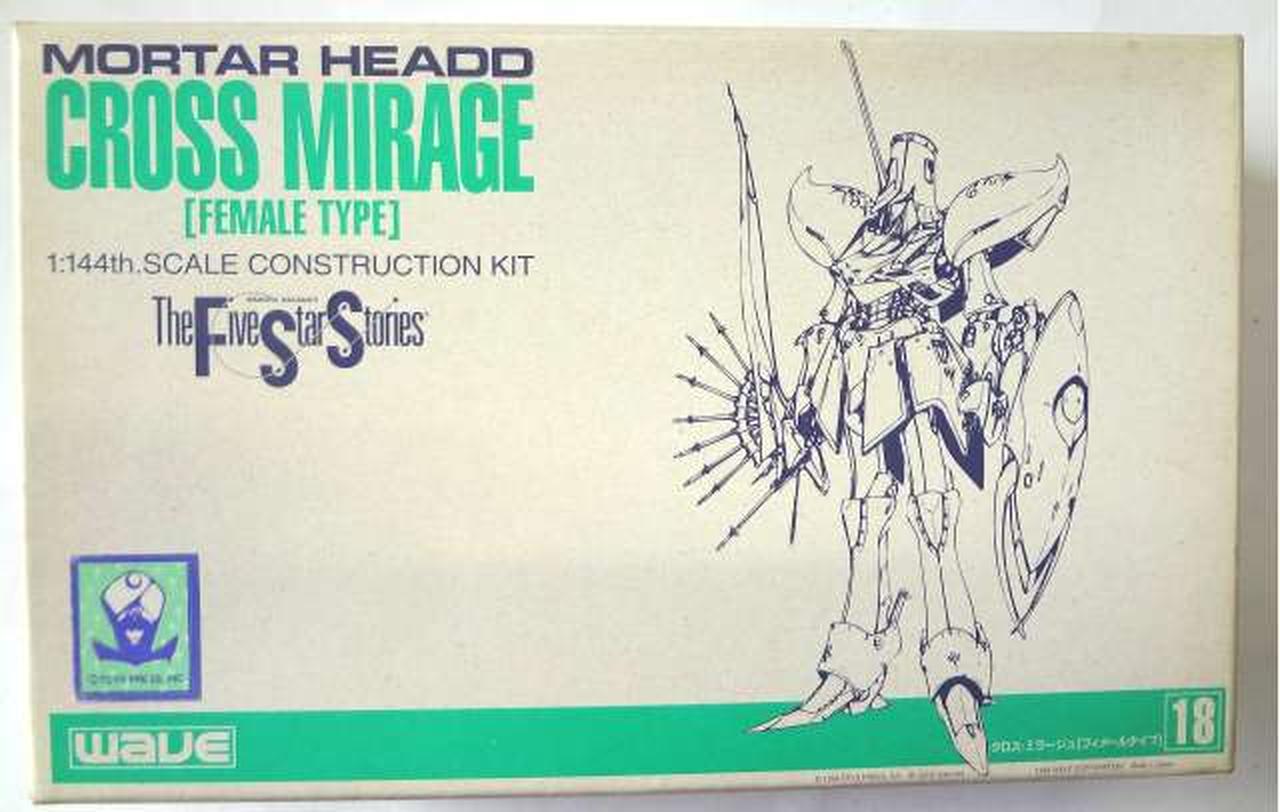 MORTAR HEADD
CROSS MIRAGE
[FEMALE TYPE]
1:144th.SCALE CONSTRUCTION KIT
The Five Star Stories
wave
クロス・ミラージュ[フィメールタイプ]
18